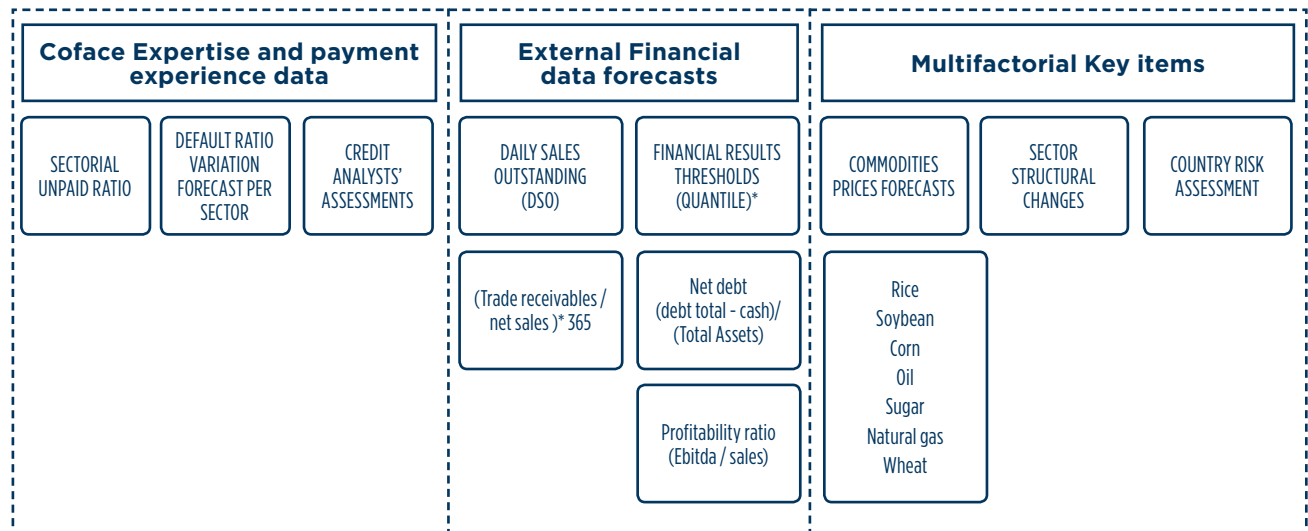 Coface Expertise and payment
experience data
External Financial
data forecasts
Multifactorial Key items
SECTORIAL
UNPAID RATIO
DEFAULT RATIO
VARIATION
FORECAST PER
SECTOR
CREDIT
ANALYSTS’
ASSESSMENTS
DAILY SALES
OUTSTANDING
(DSO)
FINANCIAL RESULTS
THRESHOLDS
(QUANTILE)*
COMMODITIES
PRICES FORECASTS
SECTOR
STRUCTURAL
CHANGES
COUNTRY RISK
ASSESSMENT
(Trade receivables /
net sales )* 365
Net debt
(debt total - cash)/
(Total Assets)
Profitability ratio
(Ebitda / sales)
Rice
Soybean
Corn
Oil
Sugar
Natural gas
Wheat